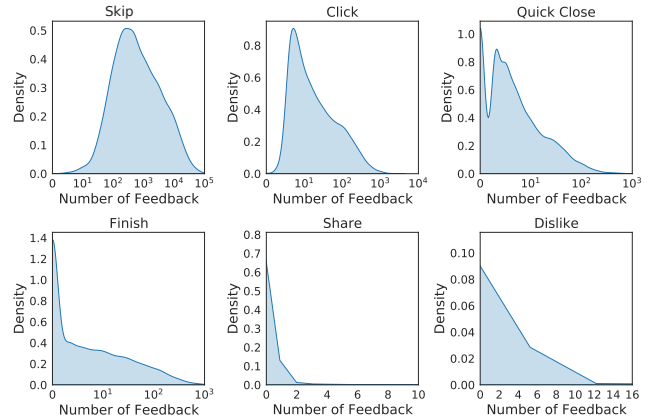 Skip
Click
Quick Close
Density
0.5
0.4
0.3
0.2
0.1
0.0
0 10^1 10^2 10^3 10^4 10^5
Number of Feedback
Density
0.8
0.6
0.4
0.2
0.0
0 10^1 10^2 10^3 10^4
Number of Feedback
Density
1.0
0.8
0.6
0.4
0.2
0.0
0 10^1 10^2 10^3
Number of Feedback
Finish
Share
Dislike
Density
1.4
1.2
1.0
0.8
0.6
0.4
0.2
0.0
0 10^1 10^2 10^3
Number of Feedback
Density
0.8
0.7
0.6
0.5
0.4
0.3
0.2
0.1
0.0
0 2 4 6 8 10
Number of Feedback
Density
0.10
0.08
0.06
0.04
0.02
0.00
0 2 4 6 8 10 12 14 16
Number of Feedback